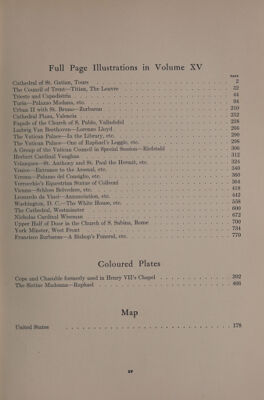 Full Page Illustrations in Volume XV
PAGE
Cathedral of St. Gatian, Tours 2
The Council of Trent—Titian, The Louvre 32
Trieste and Capodistria 44
Turin—Palazzo Madama, etc. 94
Urban II with St. Bruno—Zurbaran 210
Cathedral Plaza, Valencia 252
Façade of the Church of S. Pablo, Valladolid 258
Ludwig Van Beethoven—Lorenzo Lloyd 266
The Vatican Palace—In the Library, etc. 290
The Vatican Palace—One of Raphael's Loggie, etc. 298
A Group of the Vatican Council in Special Session—Riefstahl 306
Herbert Cardinal Vaughan 312
Velazquez—St. Anthony and St. Paul the Hermit, etc. 324
Venice—Entrance to the Arsenal, etc. 340
Verona—Palazzo del Consiglio, etc. 360
Verrocchio's Equestrian Statue of Colleoni 364
Vienna—Schloss Belvedere, etc. 418
Leonardo da Vinci—Annunciation, etc. 442
Washington, D. C.—The White House, etc. 558
The Cathedral, Westminster 600
Nicholas Cardinal Wiseman 672
Upper Half of Door in the Church of S. Sabina, Rome 700
York Minster, West Front 734
Francisco Zurbaran—A Bishop's Funeral, etc. 770
Coloured Plates
Cope and Chasuble formerly used in Henry VII's Chapel 202
The Sistine Madonna—Raphael 460
Map
United States 178